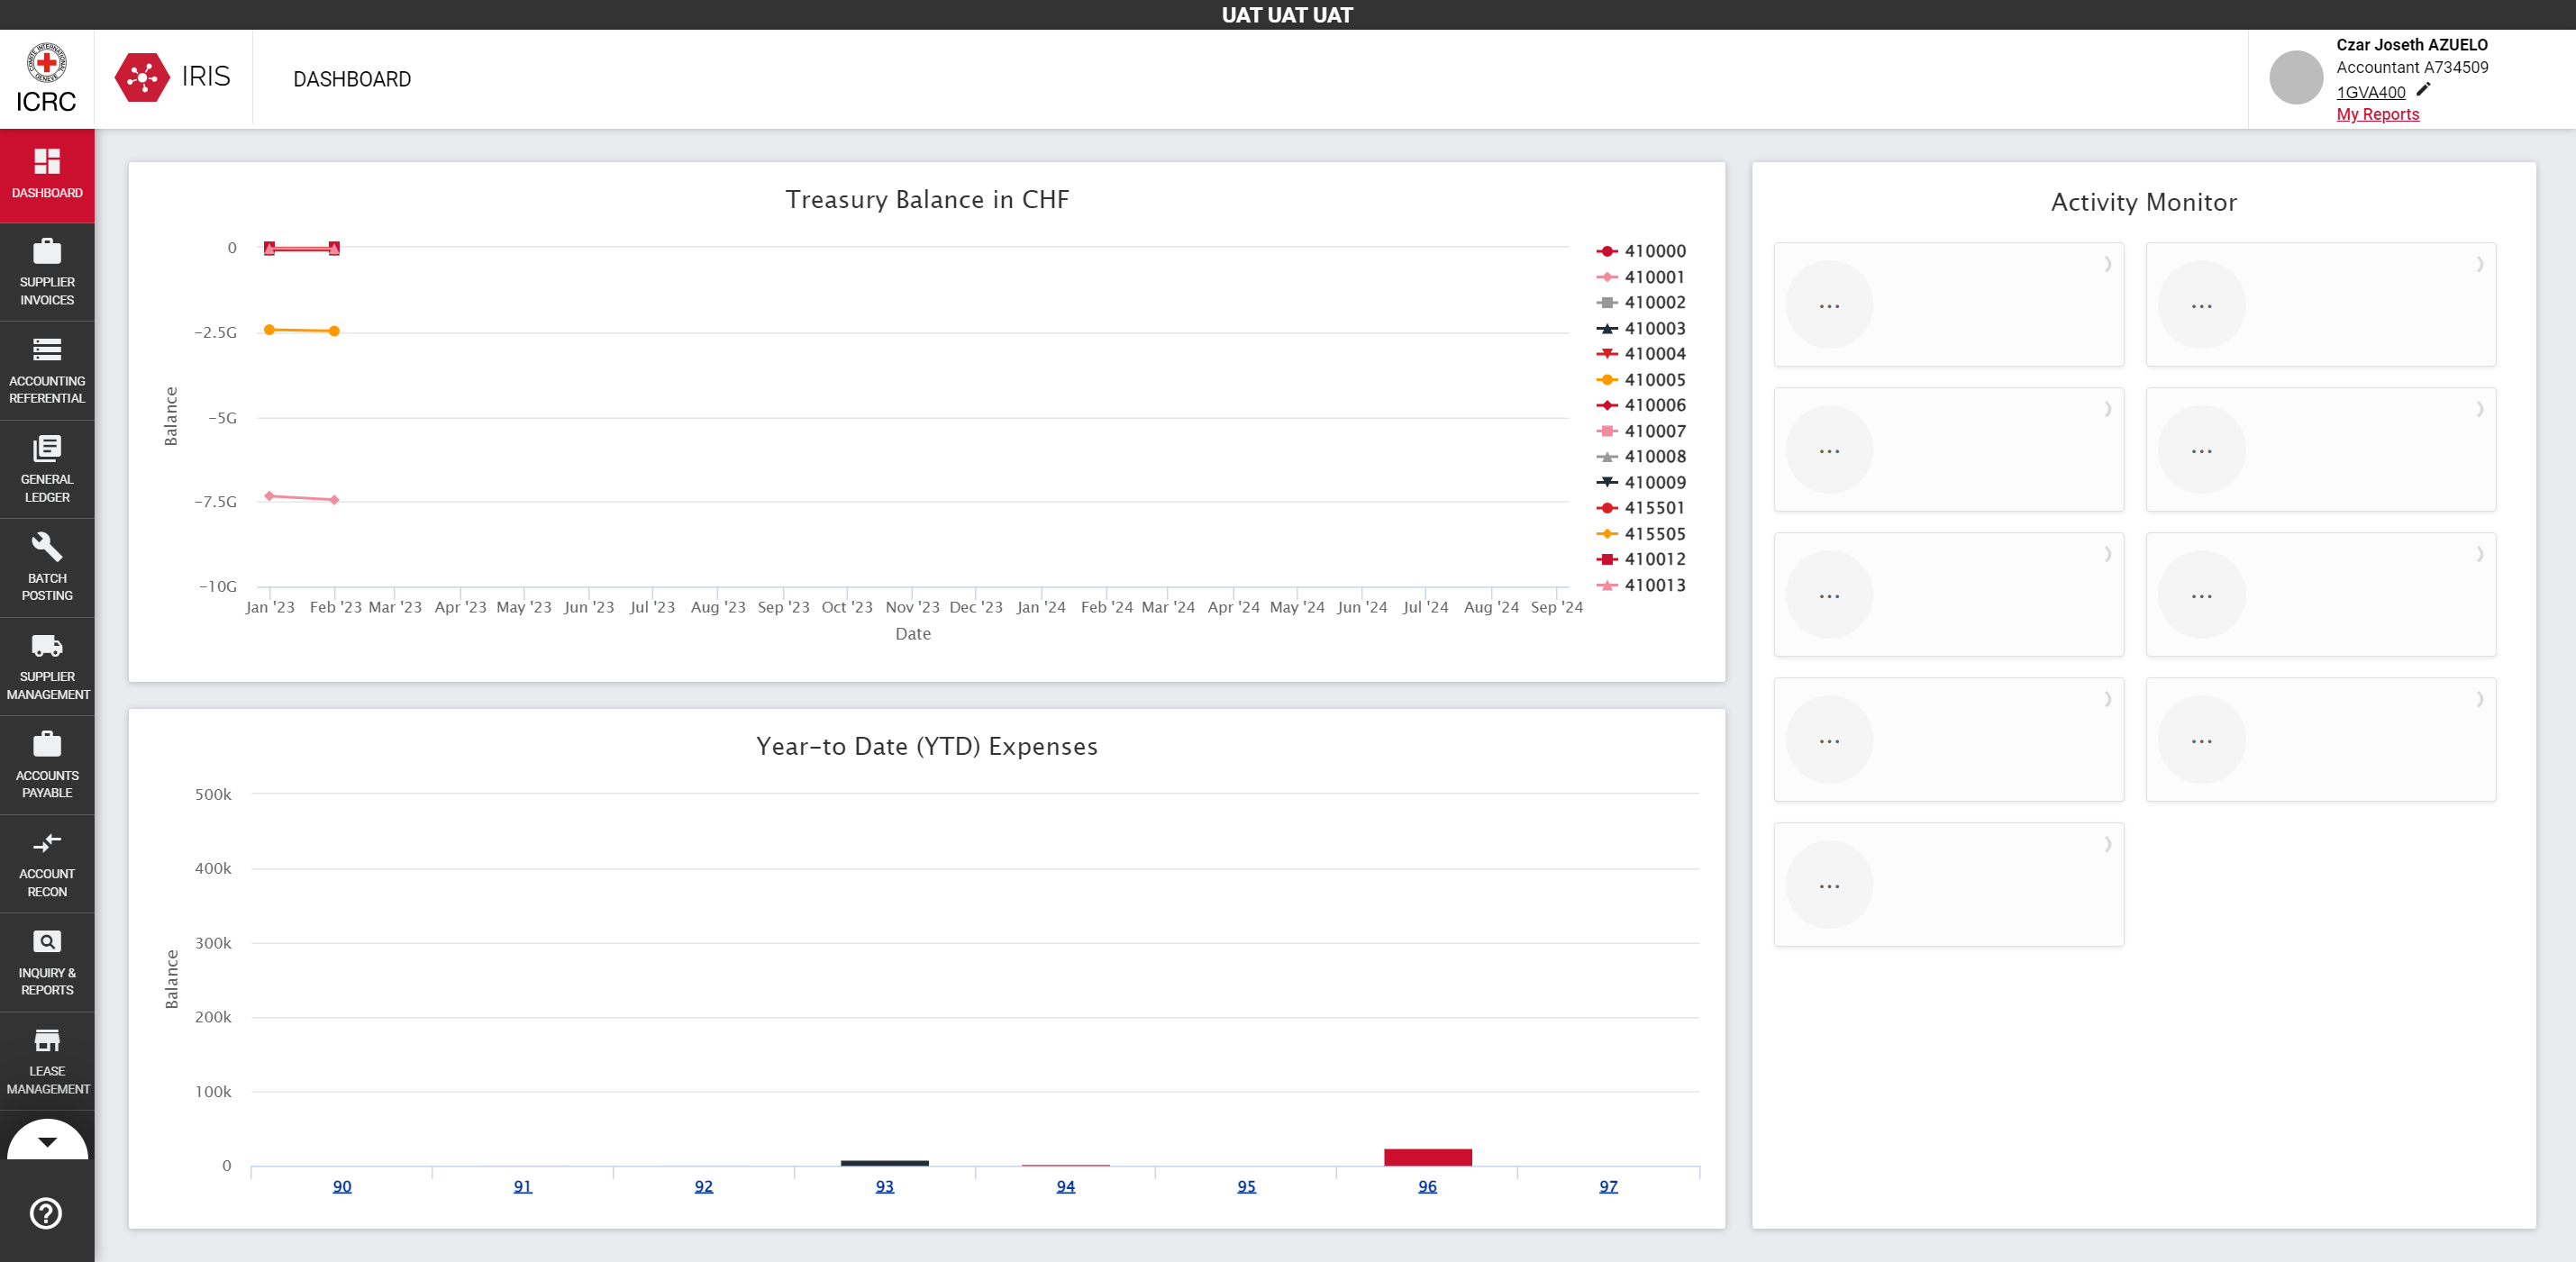 UAT UAT UAT
ICRC
IRIS
DASHBOARD
Czar Joseth AZUELO
Accountant A734509
1GVA400
My Reports
DASHBOARD
SUPPLIER
INVOICES
ACCOUNTING
REFERENTIAL
GENERAL
LEDGER
BATCH
POSTING
SUPPLIER
MANAGEMENT
ACCOUNTS
PAYABLE
ACCOUNT
RECON
INQUIRY &
REPORTS
LEASE
MANAGEMENT
Treasury Balance in CHF
Balance
0
-2.5G
-5G
-7.5G
-10G
Jan '23 Feb '23 Mar '23 Apr '23 May '23 Jun '23 Jul '23 Aug '23 Sep '23 Oct '23 Nov '23 Dec '23 Jan '24 Feb '24 Mar '24 Apr '24 May '24 Jun '24 Jul '24 Aug '24 Sep '24
Date
410000
410001
410002
410003
410004
410005
410006
410007
410008
410009
415501
415505
410012
410013
Year-to Date (YTD) Expenses
Balance
500k
400k
300k
200k
100k
0
90 91 92 93 94 95 96 97
Activity Monitor
... ...
... ...
... ...
... ...
...